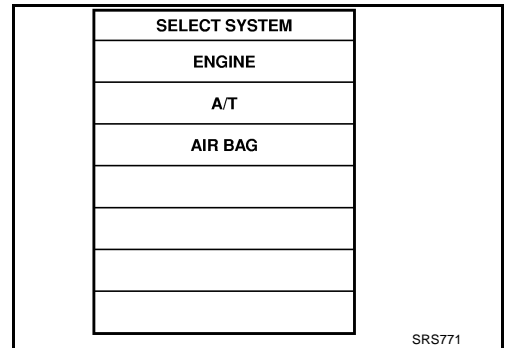 SELECT SYSTEM
ENGINE
A/T
AIR BAG
SRS771